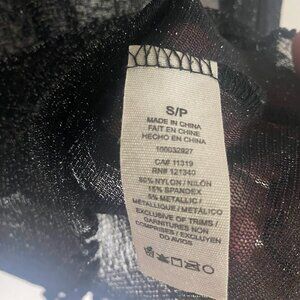 S/P
MADE IN CHINA
FAIT EN CHINE
HECHO EN CHINA
100032827
CA# 11319
RN# 121340
80% NYLON / NILÓN
15% SPANDEX
5% METALLIC /
METALLIQUE / METÁLICO
EXCLUSIVE OF TRIMS /
GARNITURES NON
COMPRISES / EXCLUYEN
DO AVIOS